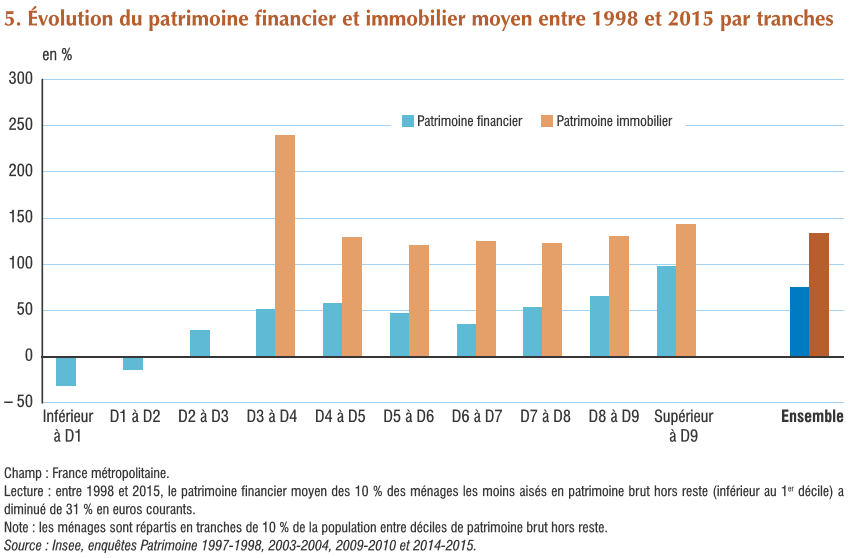 5. Évolution du patrimoine financier et immobilier moyen entre 1998 et 2015 par tranches
en %
300
250
200
150
100
50
0
– 50
Patrimoine financier
Patrimoine immobilier
Inférieur à D1
D1 à D2
D2 à D3
D3 à D4
D4 à D5
D5 à D6
D6 à D7
D7 à D8
D8 à D9
Supérieur à D9
Ensemble
Champ : France métropolitaine.
Lecture : entre 1998 et 2015, le patrimoine financier moyen des 10 % des ménages les moins aisés en patrimoine brut hors reste (inférieur au 1er décile) a
diminué de 31 % en euros courants.
Note : les ménages sont répartis en tranches de 10 % de la population entre déciles de patrimoine brut hors reste.
Source : Insee, enquêtes Patrimoine 1997-1998, 2003-2004, 2009-2010 et 2014-2015.